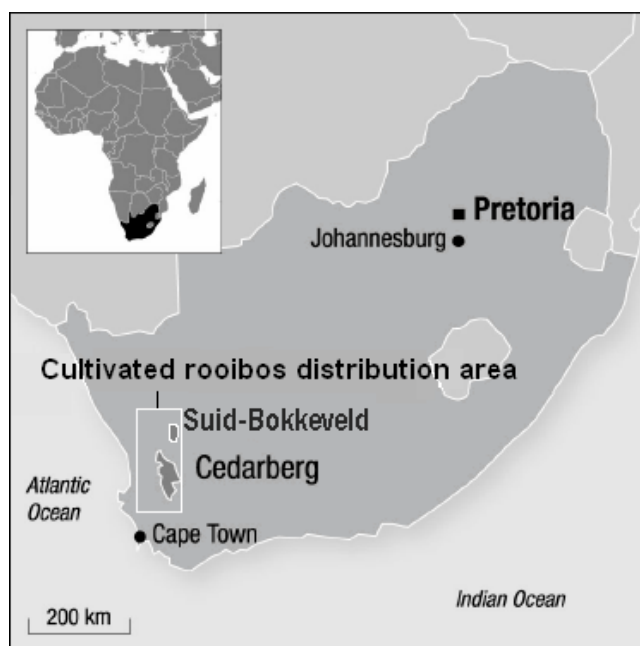 Pretoria
Johannesburg
Cultivated rooibos distribution area
Suid-Bokkeveld
Cedarberg
Atlantic
Ocean
Cape Town
Indian Ocean
200 km